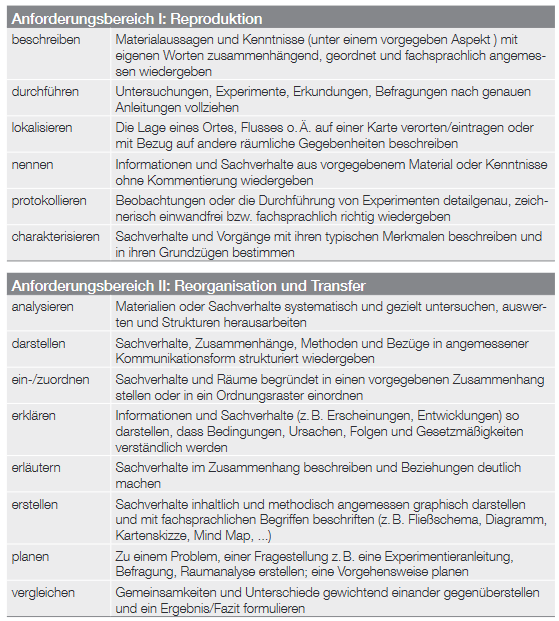 Anforderungsbereich I: Reproduktion
beschreiben Materialaussagen und Kenntnisse (unter einem vorgegeben Aspekt ) mit
eigenen Worten zusammenhängend, geordnet und fachsprachlich angemes-
sen wiedergeben
durchführen Untersuchungen, Experimente, Erkundungen, Befragungen nach genauen
Anleitungen vollziehen
lokalisieren Die Lage eines Ortes, Flusses o. Ä. auf einer Karte verorten/eintragen oder
mit Bezug auf andere räumliche Gegebenheiten beschreiben
nennen Informationen und Sachverhalte aus vorgegebenem Material oder Kenntnisse
ohne Kommentierung wiedergeben
protokollieren Beobachtungen oder die Durchführung von Experimenten detailgenau, zeich-
nerisch einwandfrei bzw. fachsprachlich richtig wiedergeben
charakterisieren Sachverhalte und Vorgänge mit ihren typischen Merkmalen beschreiben und
in ihren Grundzügen bestimmen
Anforderungsbereich II: Reorganisation und Transfer
analysieren Materialien oder Sachverhalte systematisch und gezielt untersuchen, auswer-
ten und Strukturen herausarbeiten
darstellen Sachverhalte, Zusammenhänge, Methoden und Bezüge in angemessener
Kommunikationsform strukturiert wiedergeben
ein-/zuordnen Sachverhalte und Räume begründet in einen vorgegebenen Zusammenhang
stellen oder in ein Ordnungsraster einordnen
erklären Informationen und Sachverhalte (z. B. Erscheinungen, Entwicklungen) so
darstellen, dass Bedingungen, Ursachen, Folgen und Gesetzmäßigkeiten
verständlich werden
erläutern Sachverhalte im Zusammenhang beschreiben und Beziehungen deutlich
machen
erstellen Sachverhalte inhaltlich und methodisch angemessen graphisch darstellen
und mit fachsprachlichen Begriffen beschriften (z. B. Fließschema, Diagramm,
Kartenskizze, Mind Map, ...)
planen Zu einem Problem, einer Fragestellung z. B. eine Experimentieranleitung,
Befragung, Raumanalyse erstellen; eine Vorgehensweise planen
vergleichen Gemeinsamkeiten und Unterschiede gewichtend einander gegenüberstellen
und ein Ergebnis/Fazit formulieren